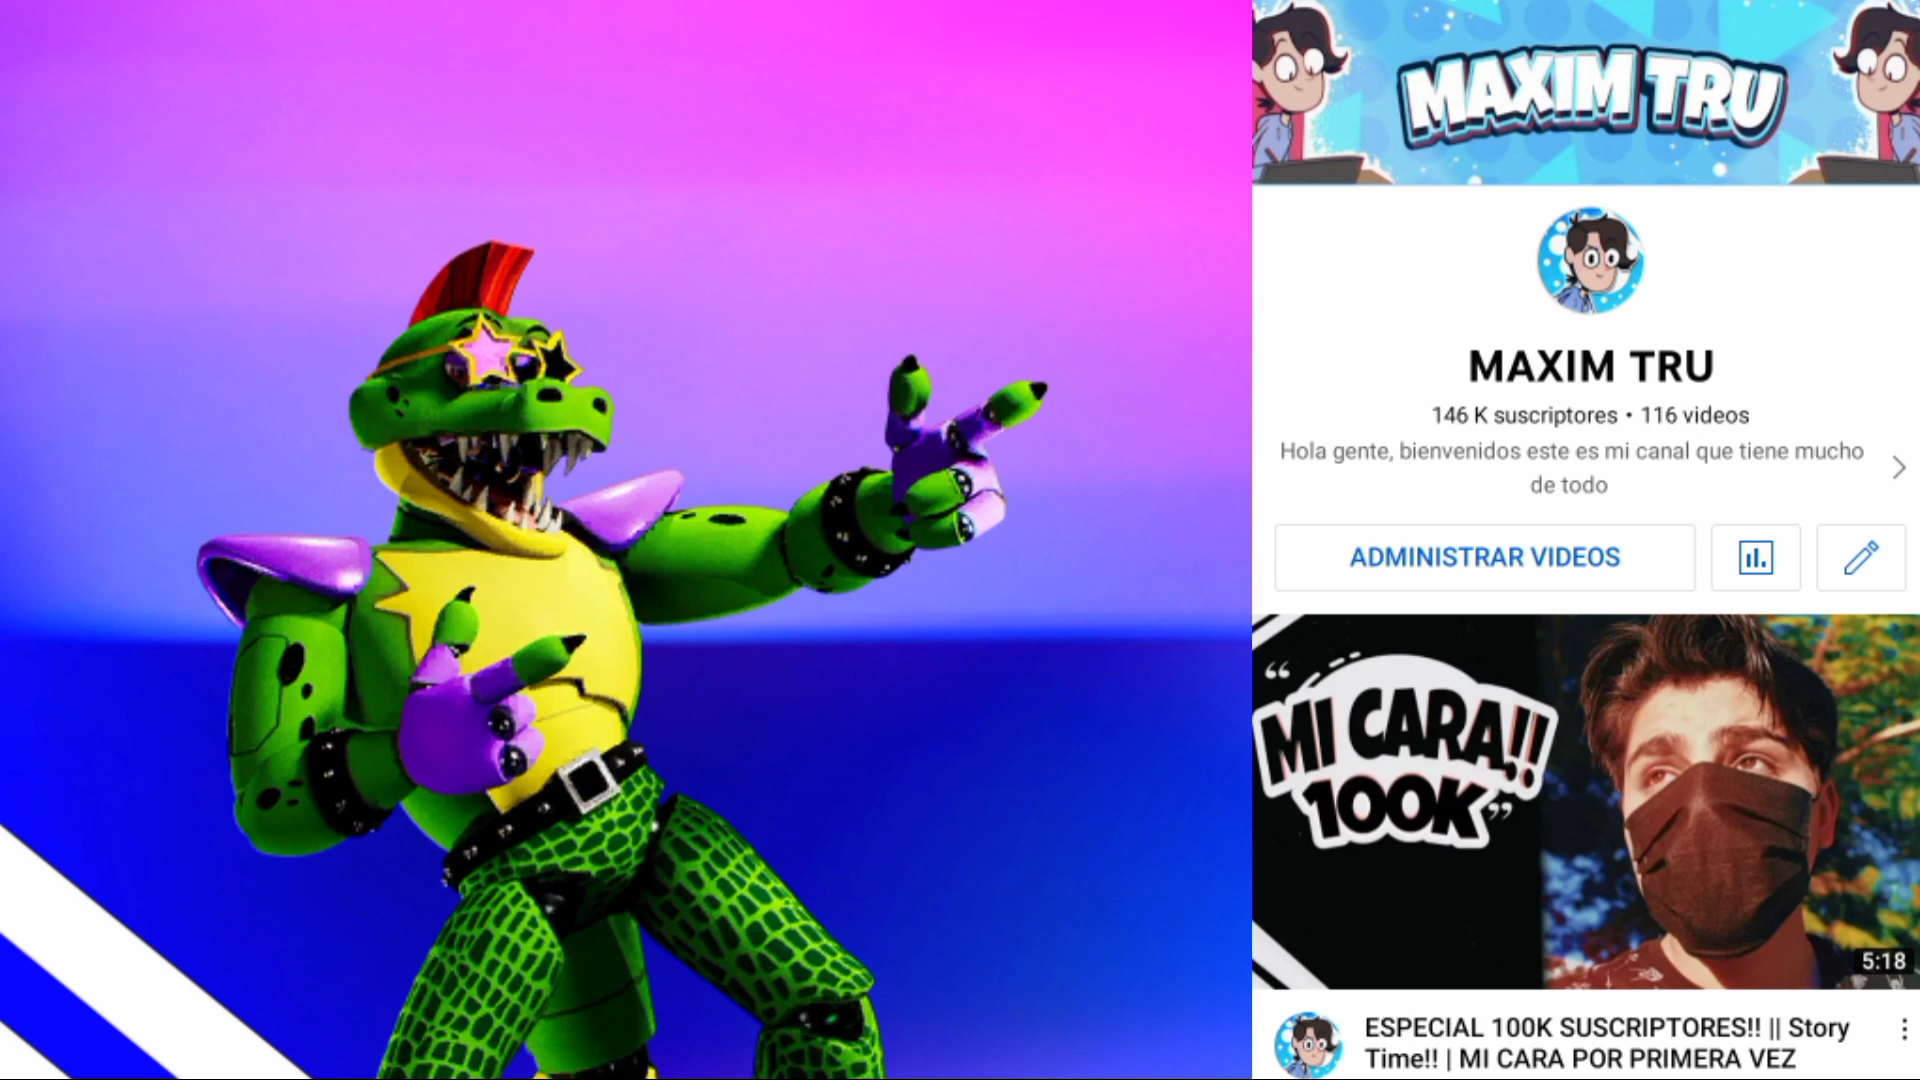 MAXIM TRU
MAXIM TRU
146 K suscriptores • 116 videos
Hola gente, bienvenidos este es mi canal que tiene mucho
de todo
ADMINISTRAR VIDEOS
“MI CARA!!
100K”
5:18
ESPECIAL 100K SUSCRIPTORES!! || Story
Time!! | MI CARA POR PRIMERA VEZ